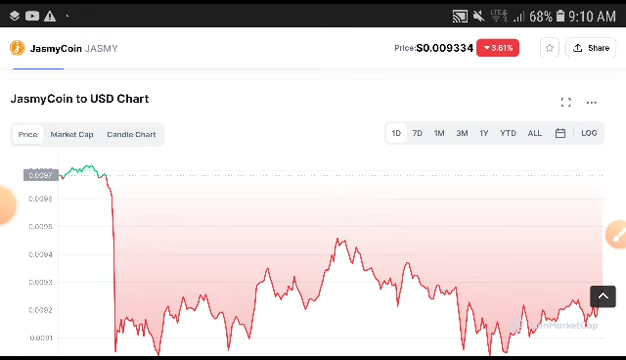 LTE 68% 9:10 AM
JasmyCoin JASMY Price: $0.009334 3.61% Share
JasmyCoin to USD Chart
Price Market Cap Candle Chart 1D 7D 1M 3M 1Y YTD ALL LOG
0.0097
0.0096
0.0095
0.0094
0.0093
0.0092
0.0091
CoinMarketCap